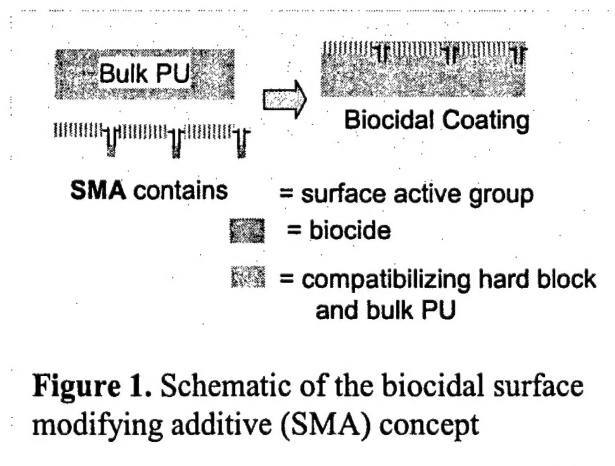 Bulk PU
Biocidal Coating
SMA contains
= surface active group
= biocide
= compatibilizing hard block
and bulk PU
Figure 1. Schematic of the biocidal surface
modifying additive (SMA) concept